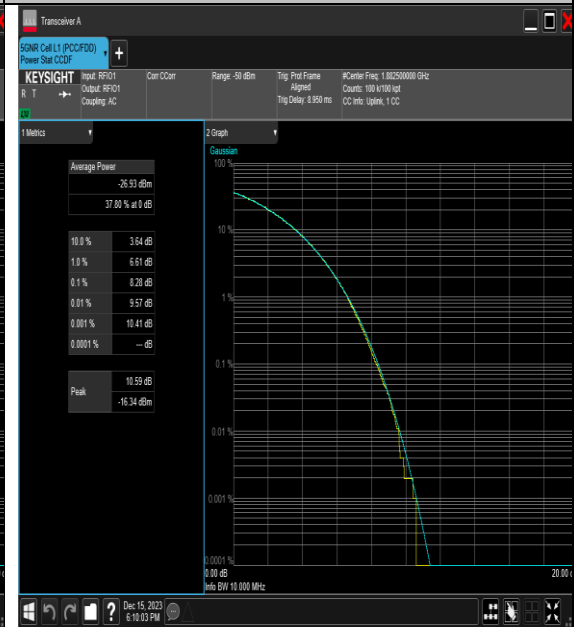 Transceiver A
5GNR Cell L1 (PCC/FDD)
Power Stat CCDF
+
KEYSIGHT
R T
Input: RFIO1
Output: RFIO1
Coupling: AC
Corr CCorr
Range: -50 dBm
Trig: Prot Frame
Aligned
Trig Delay: 8.950 ms
#Center Freq: 1.882500000 GHz
Counts: 100 k/100 kpt
CC Info: Uplink, 1 CC
1 Metrics
Average Power
-26.93 dBm
37.80 % at 0 dB
10.0 % 3.64 dB
1.0 % 6.61 dB
0.1 % 8.28 dB
0.01 % 9.57 dB
0.001 % 10.41 dB
0.0001 % --- dB
Peak 10.59 dB
-16.34 dBm
2 Graph
Gaussian
100 %
10 %
1 %
0.1 %
0.01 %
0.001 %
0.0001 %
0.00 dB
20.00
Info BW 10.000 MHz
?
Dec 15, 2023
6:10:03 PM